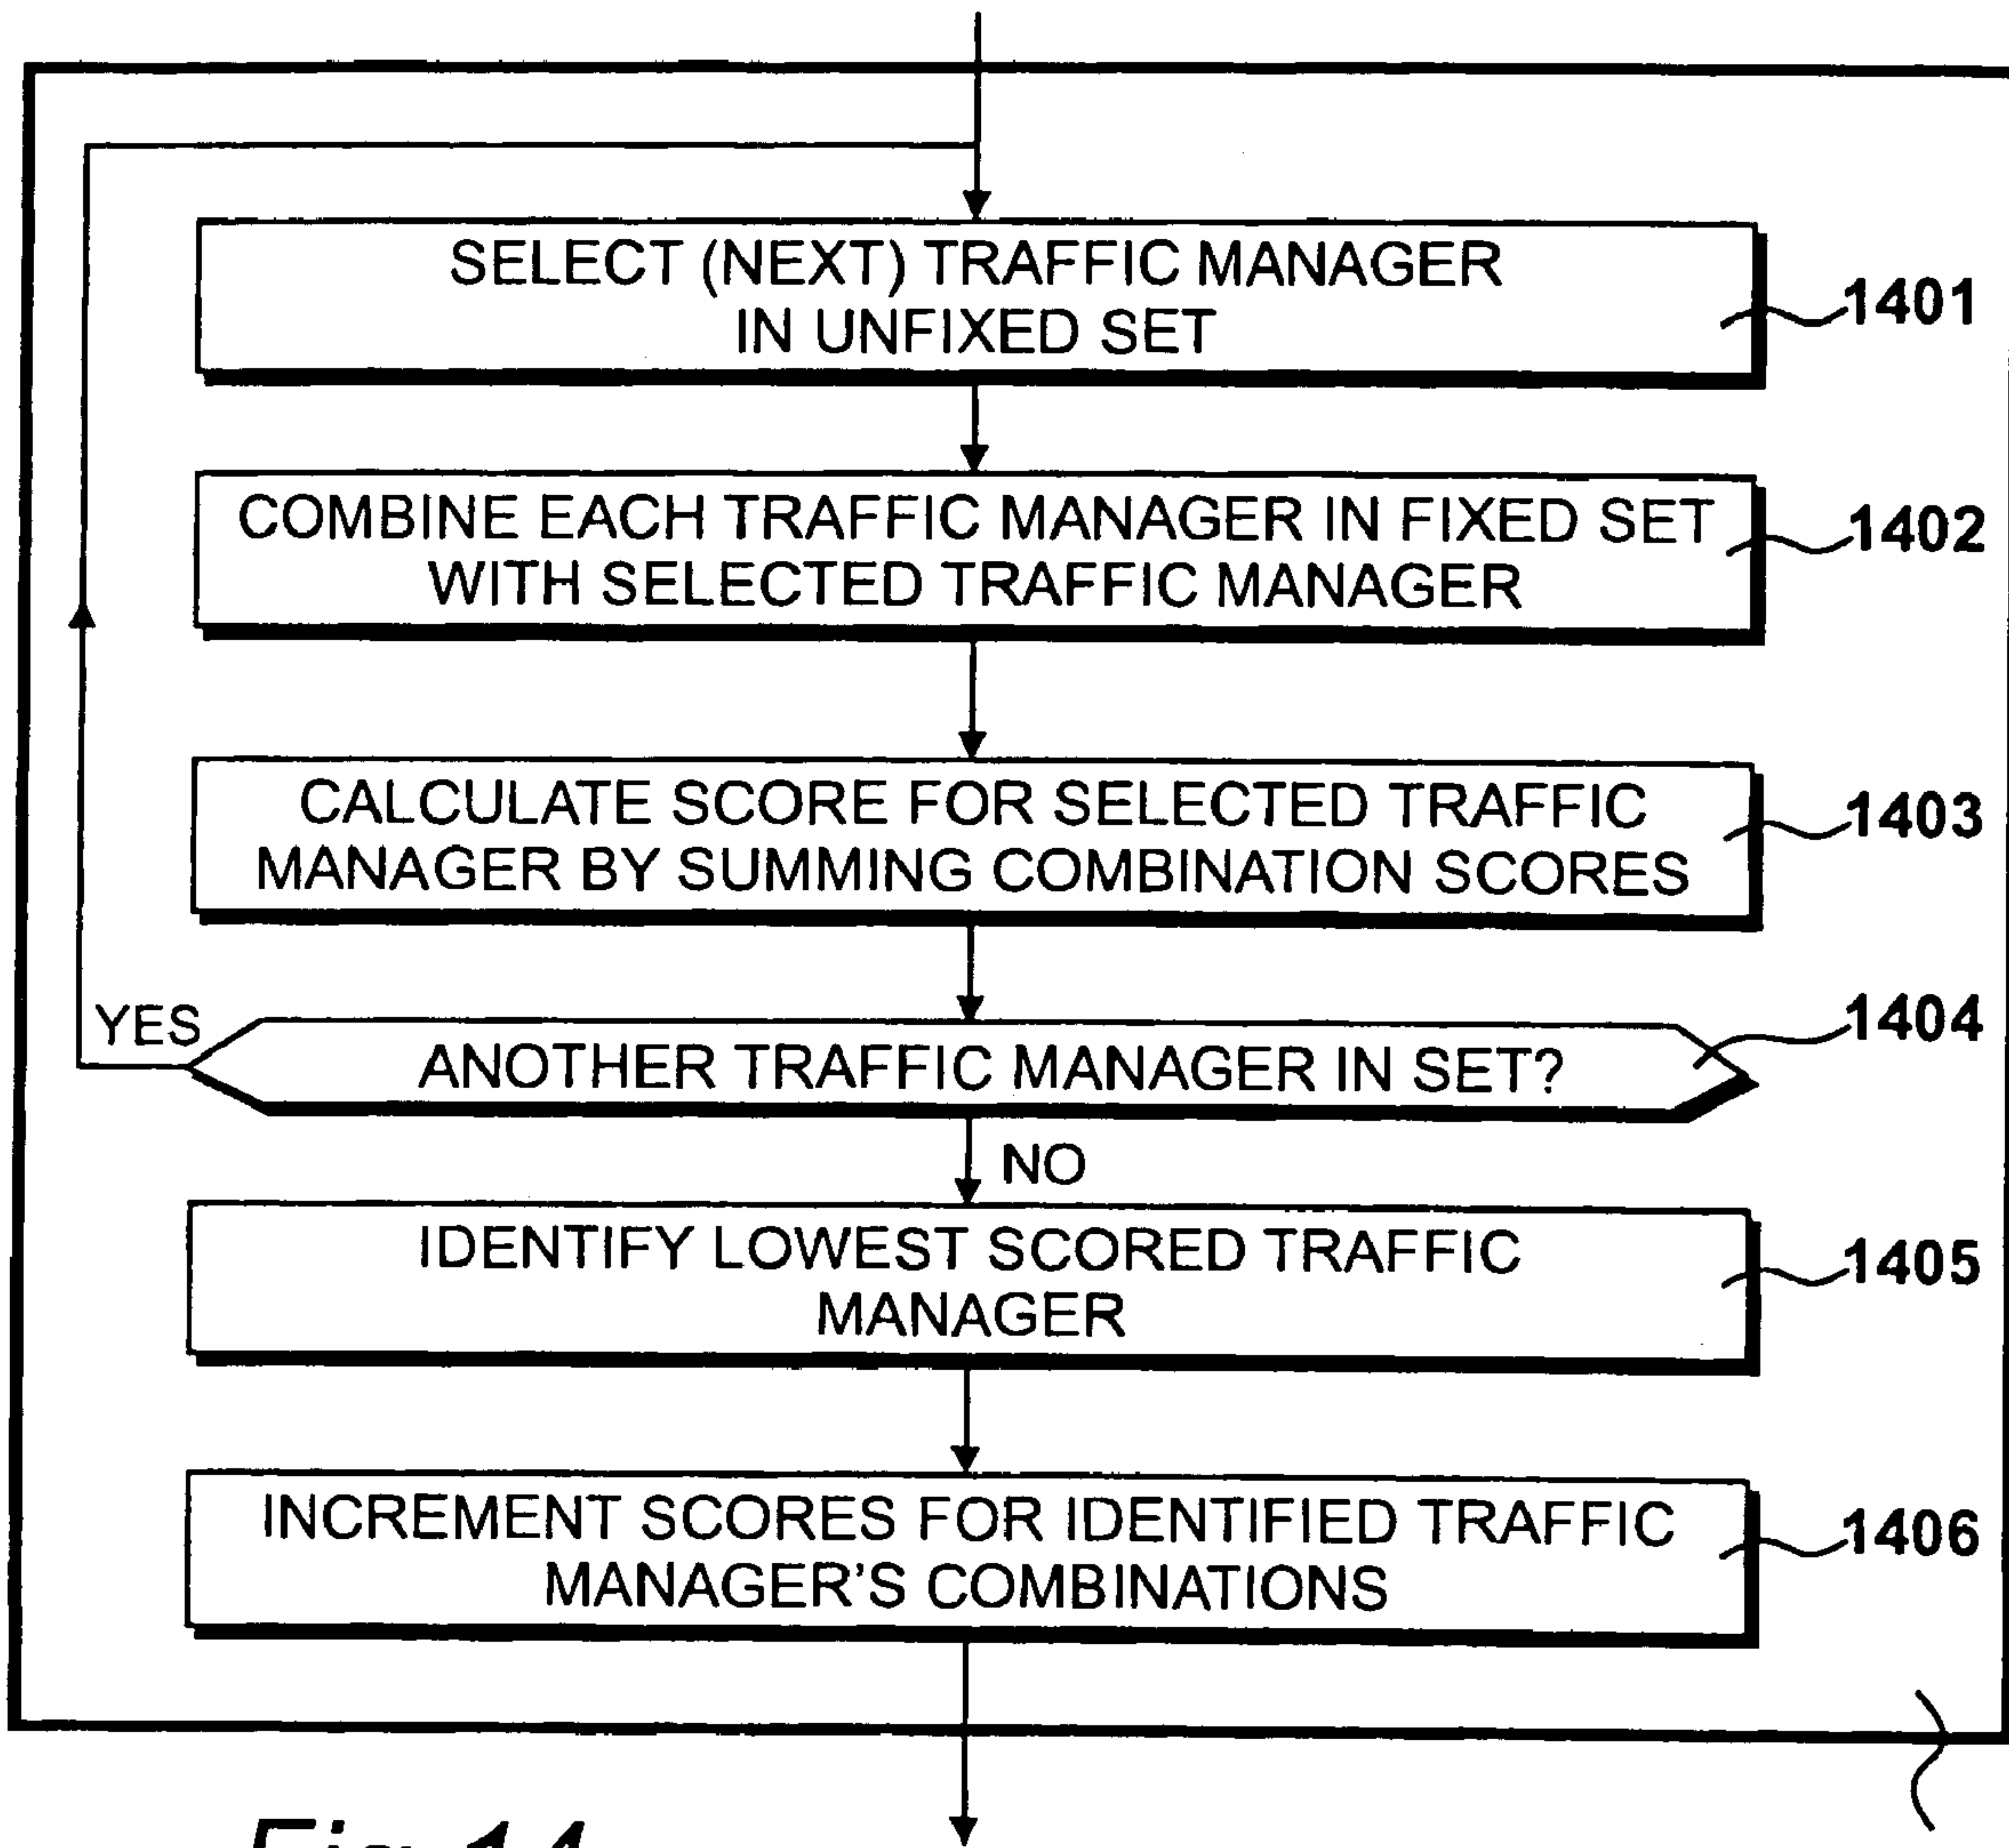 SELECT (NEXT) TRAFFIC MANAGER
IN UNFIXED SET
1401
COMBINE EACH TRAFFIC MANAGER IN FIXED SET
WITH SELECTED TRAFFIC MANAGER
1402
CALCULATE SCORE FOR SELECTED TRAFFIC
MANAGER BY SUMMING COMBINATION SCORES
1403
YES
ANOTHER TRAFFIC MANAGER IN SET?
1404
NO
IDENTIFY LOWEST SCORED TRAFFIC
MANAGER
1405
INCREMENT SCORES FOR IDENTIFIED TRAFFIC
MANAGER'S COMBINATIONS
1406
Fig 14